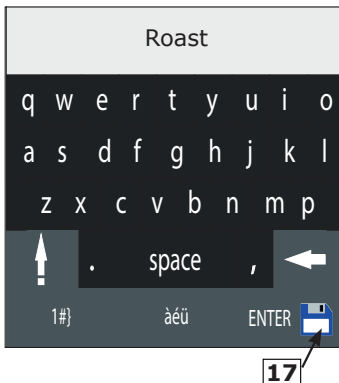 Roast
q w e r t y u i o
a s d f g h j k l
z x c v b n m p
. space ,
1#} àéü ENTER
17